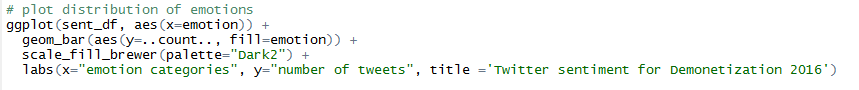 # plot distribution of emotions
ggplot(sent_df, aes(x=emotion)) +
  geom_bar(aes(y=..count.., fill=emotion)) +
  scale_fill_brewer(palette="Dark2") +
  labs(x="emotion categories", y="number of tweets", title ='Twitter sentiment for Demonetization 2016')